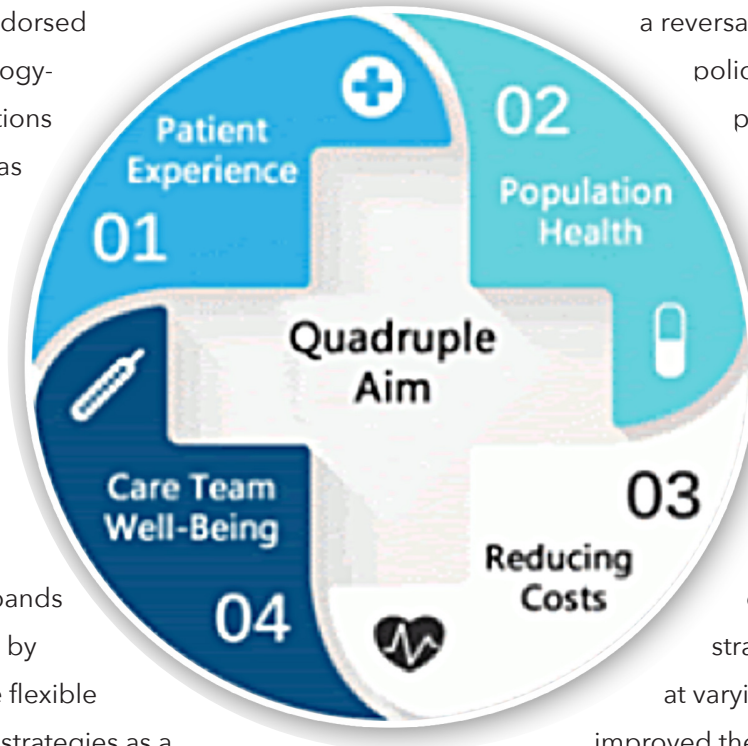 dorsed
ogy-
tions
as
Patient
Experience
01
02
Population
Health
Quadruple
Aim
03
Reducing
Costs
Care Team
Well-Being
04
by
flexible
strategies as a
a reversa
polic
p
stra
at varyi
improved the